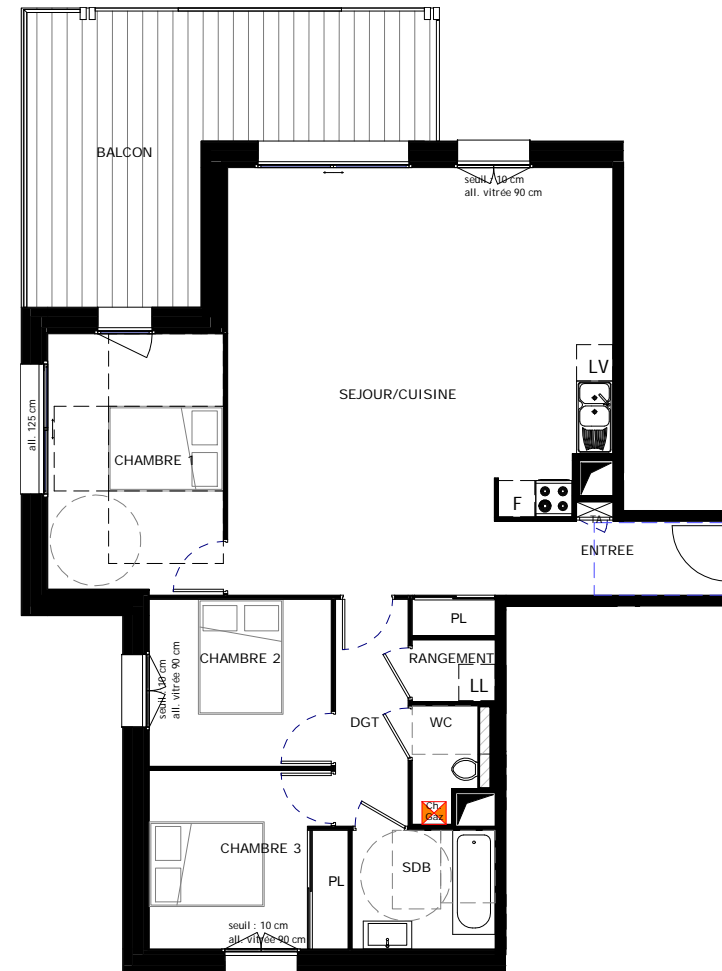 BALCON
seuil : 10 cm
all. vitrée 90 cm
LV
SEJOUR/CUISINE
all. 125 cm
CHAMBRE 1
F
TA
ENTREE
PL
CHAMBRE 2
RANGEMENT
seuil : 10 cm
all. vitrée 90 cm
LL
DGT
WC
Ch.
Gaz
CHAMBRE 3
SDB
PL
seuil : 10 cm
all. vitrée 90 cm